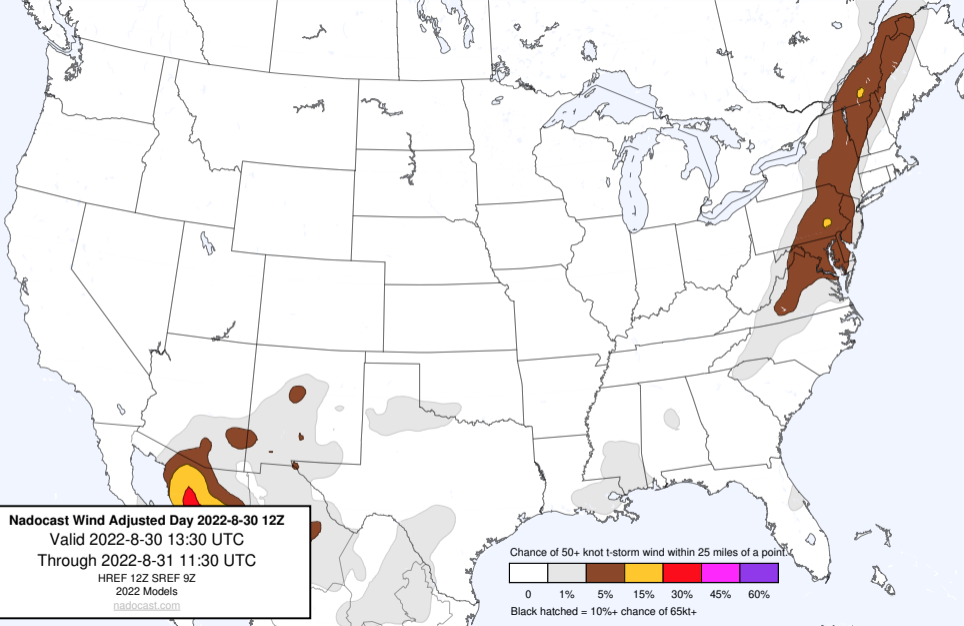 Nadocast Wind Adjusted Day 2022-8-30 12Z
Valid 2022-8-30 13:30 UTC
Through 2022-8-31 11:30 UTC
HREF 12Z SREF 9Z
2022 Models
nadocast.com
Chance of 50+ knot t-storm wind within 25 miles of a point.
0 1% 5% 15% 30% 45% 60%
Black hatched = 10%+ chance of 65kt+